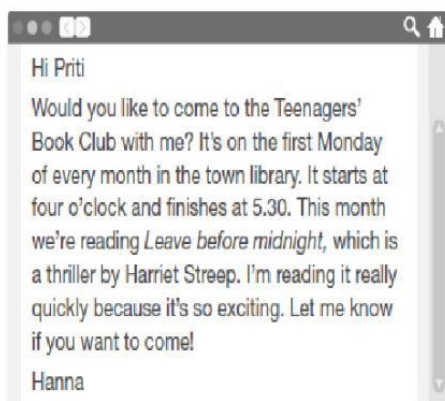 Hi Priti
Would you like to come to the Teenagers'
Book Club with me? It's on the first Monday
of every month in the town library. It starts at
four o'clock and finishes at 5.30. This month
we're reading Leave before midnight, which is
a thriller by Harriet Streep. I'm reading it really
quickly because it's so exciting. Let me know
if you want to come!
Hanna